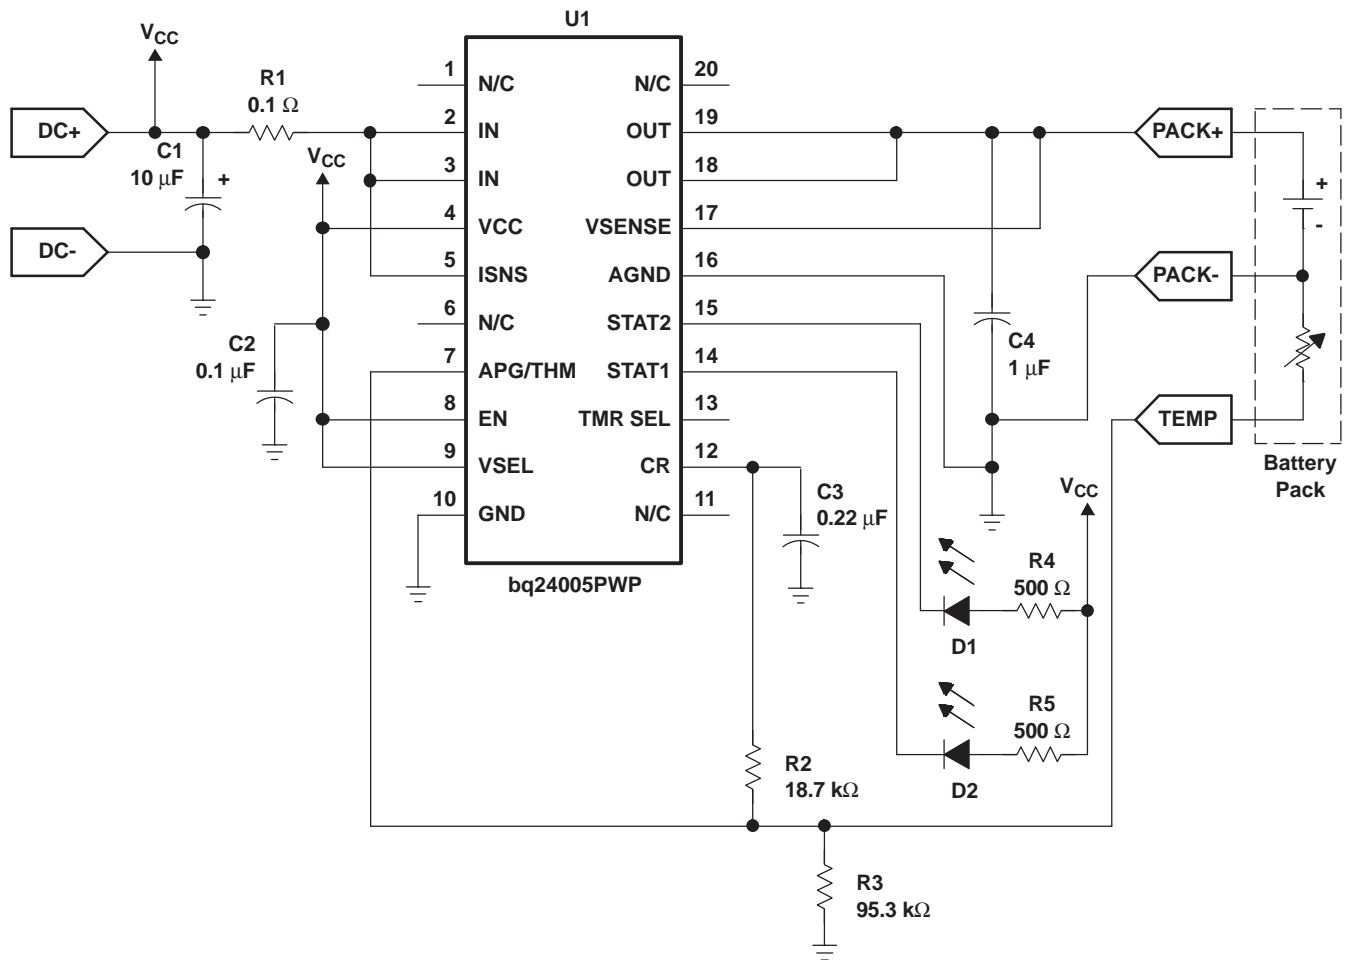 U1
VCC
R1
0.1 Ω
DC+
C1
10 μF
+
DC-
VCC
C2
0.1 μF
1
N/C
2
IN
3
IN
4
VCC
5
ISNS
6
N/C
7
APG/THM
8
EN
9
VSEL
10
GND
20
N/C
19
OUT
18
OUT
17
VSENSE
16
AGND
15
STAT2
14
STAT1
13
TMR SEL
12
CR
11
N/C
bq24005PWP
C3
0.22 μF
C4
1 μF
PACK+
PACK-
TEMP
+
-
Battery
Pack
VCC
R4
500 Ω
D1
R5
500 Ω
D2
R2
18.7 kΩ
R3
95.3 kΩ